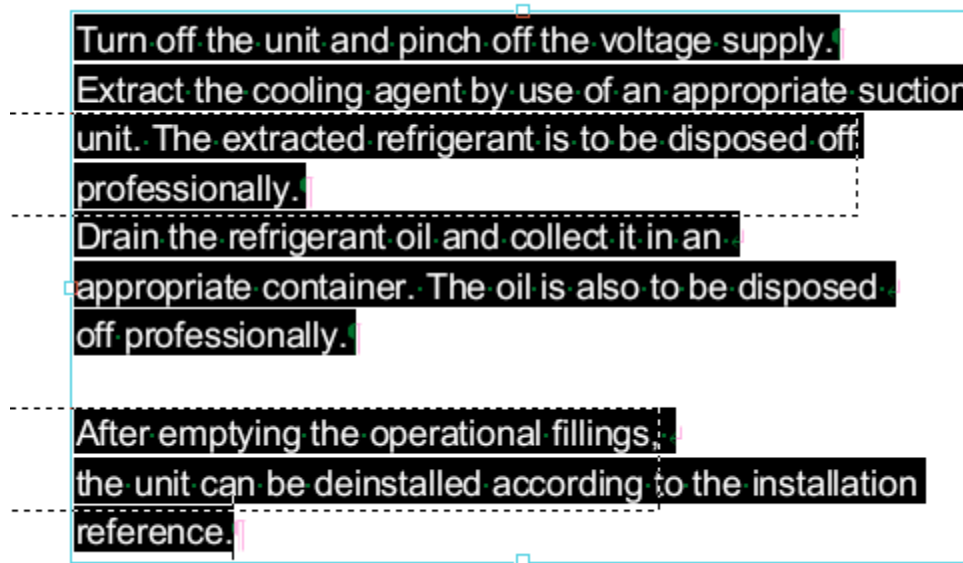 Turn off the unit and pinch off the voltage supply.
Extract the cooling agent by use of an appropriate suction
unit. The extracted refrigerant is to be disposed off
professionally.
Drain the refrigerant oil and collect it in an
appropriate container. The oil is also to be disposed
off professionally.
After emptying the operational fillings,
the unit can be deinstalled according to the installation
reference.